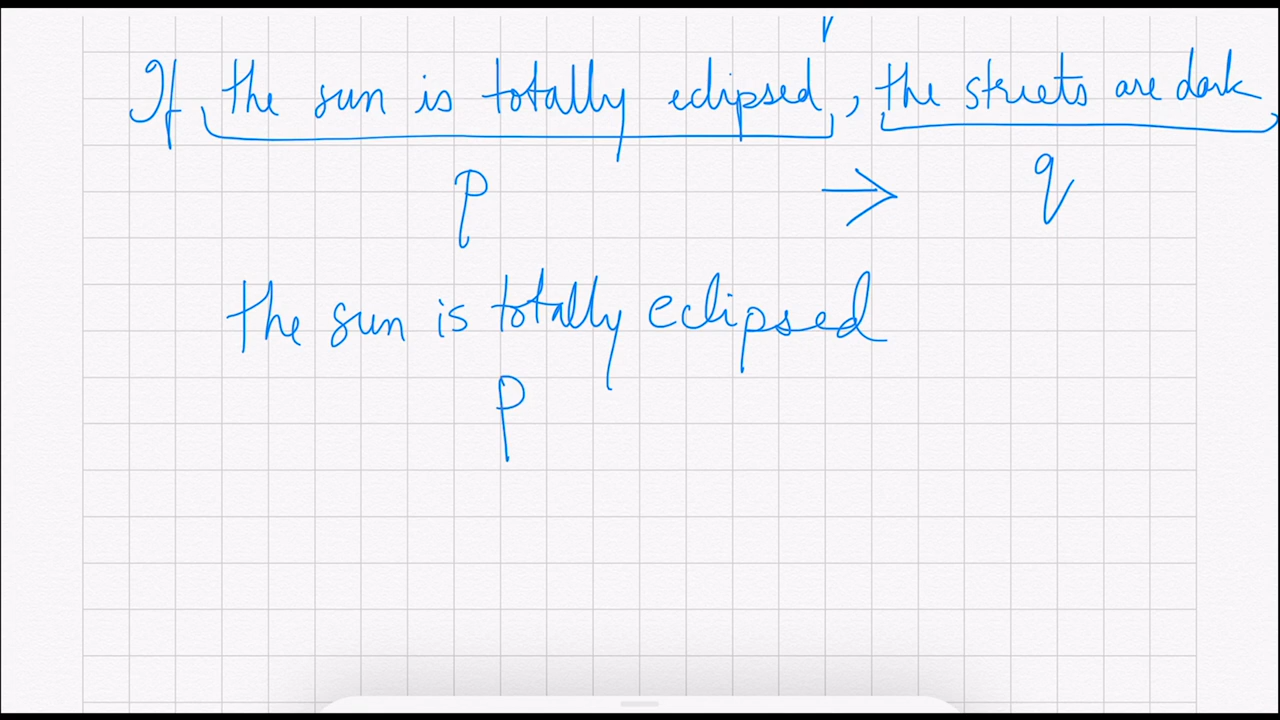 If the sun is totally eclipsed, the streets are dark
p → q
the sun is totally eclipsed
p